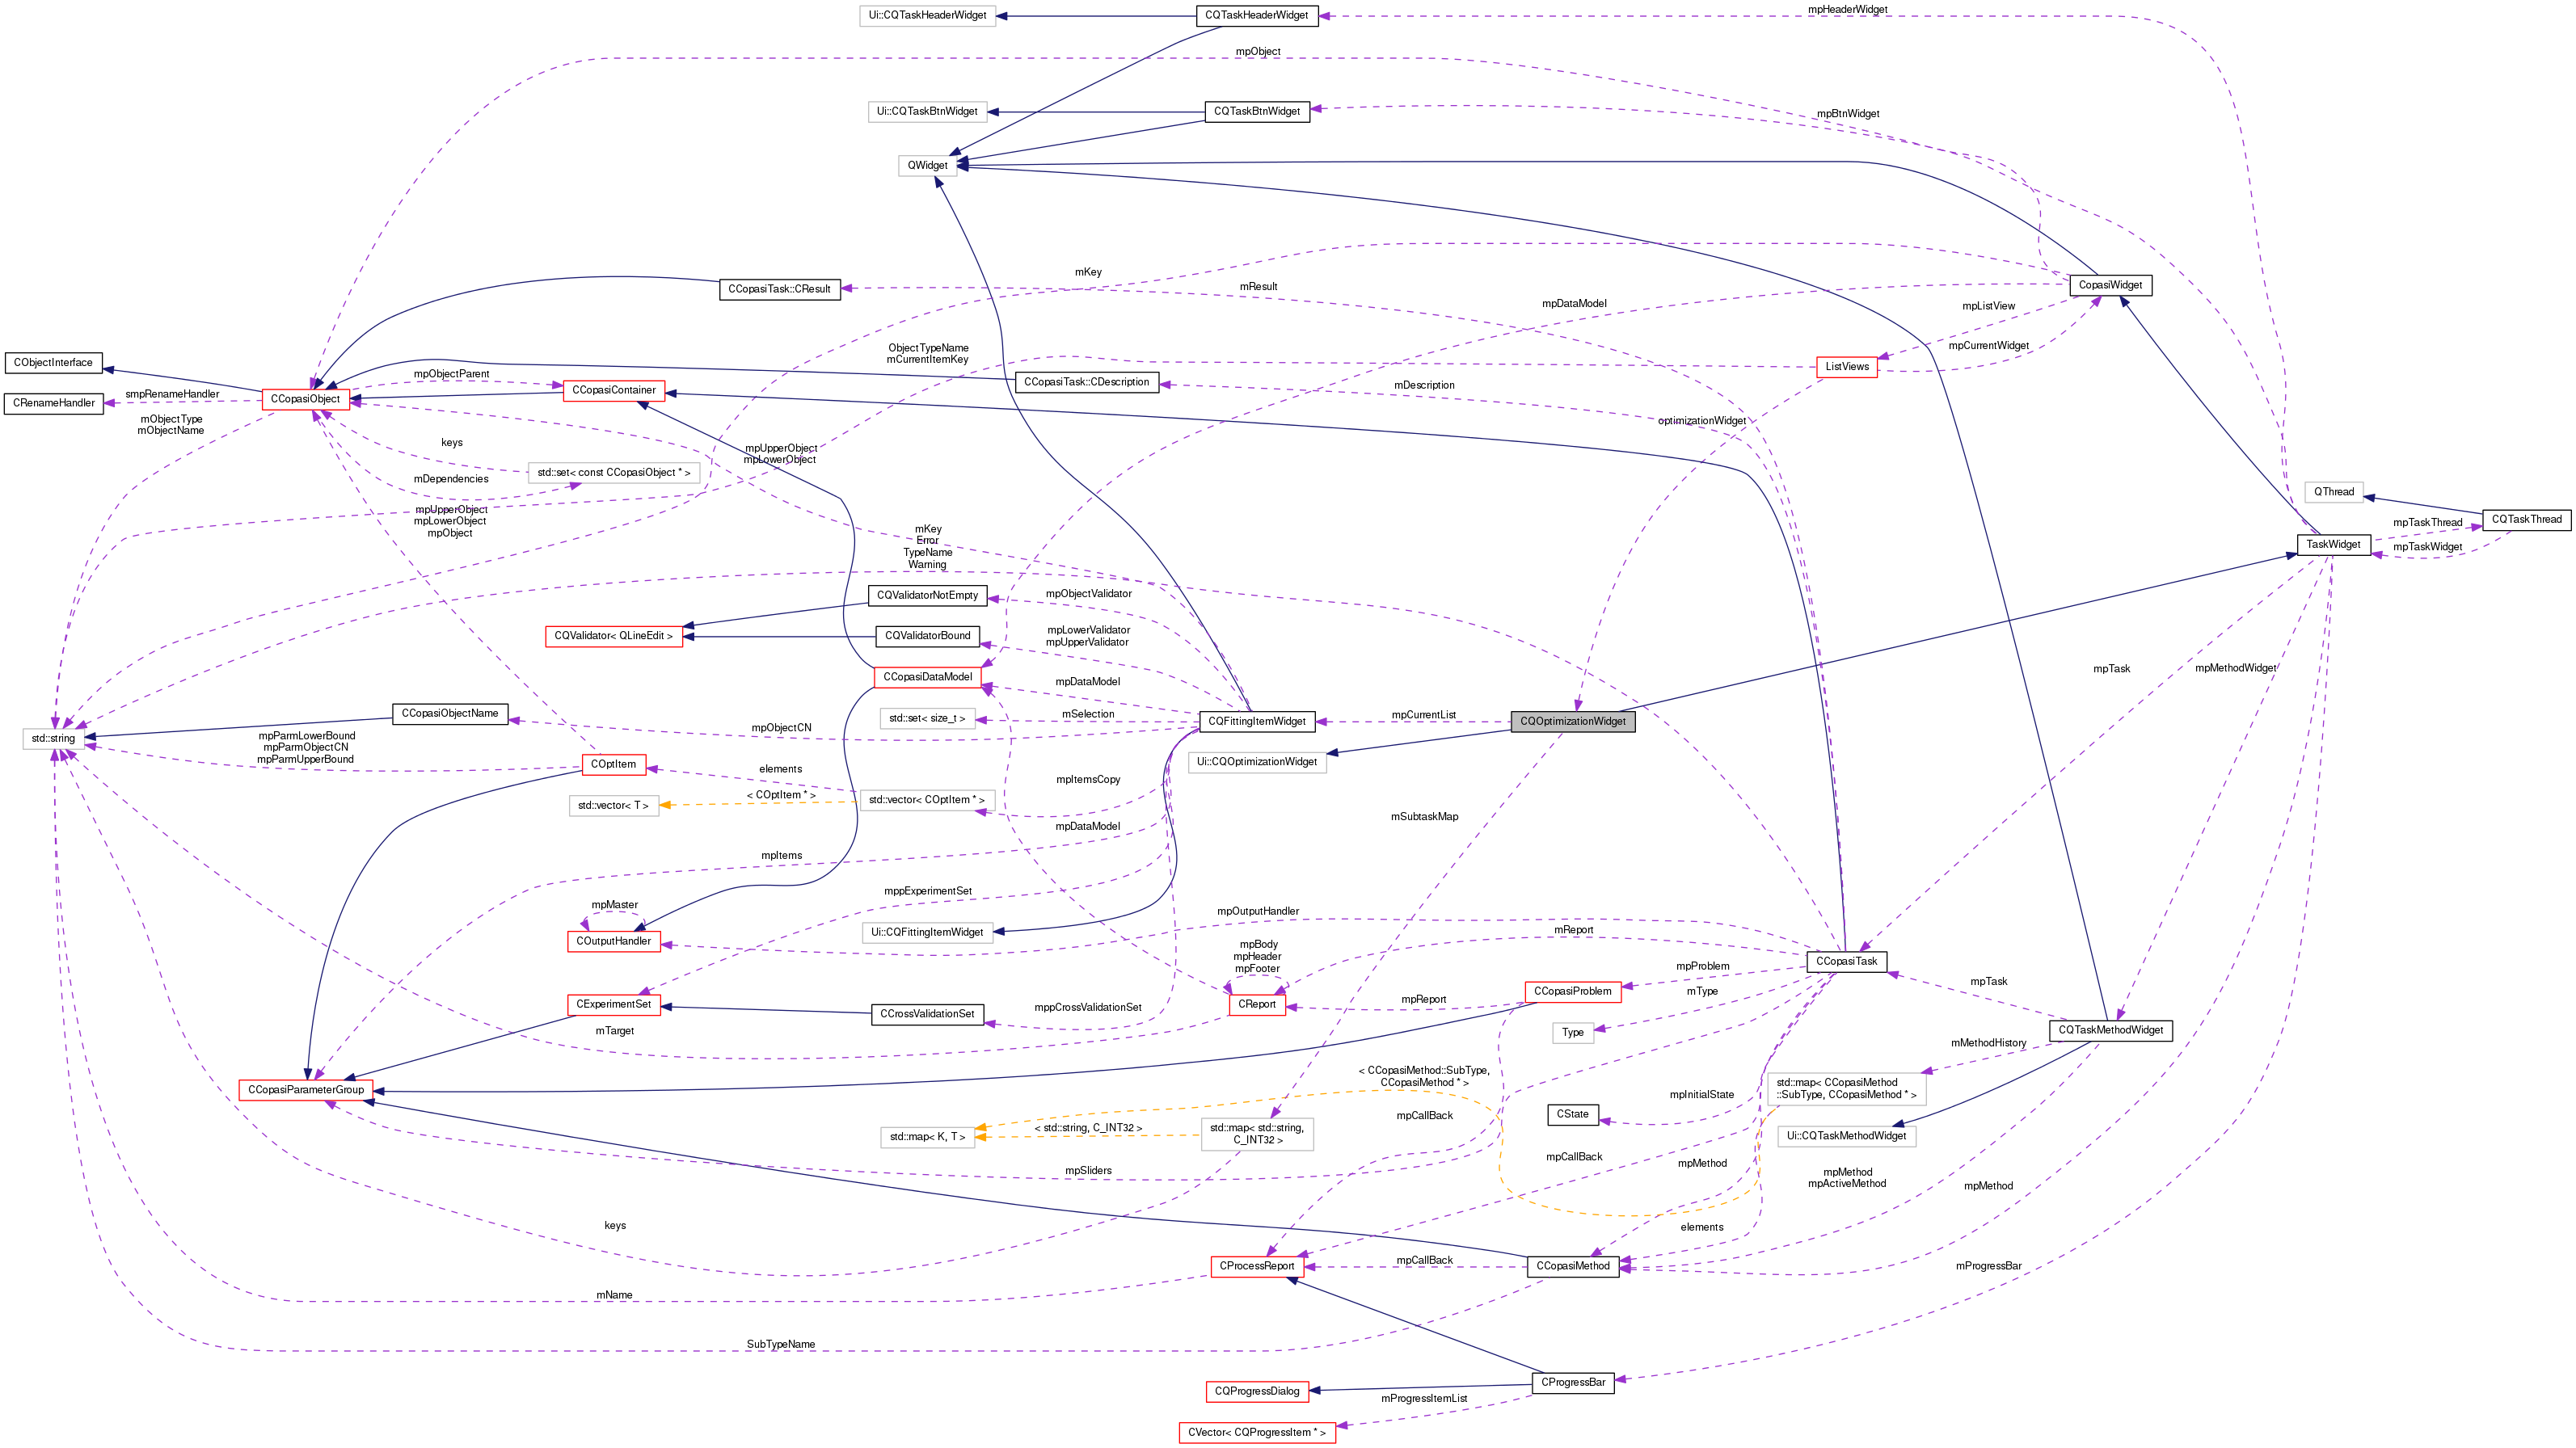 Ui::CQTaskHeaderWidget
CQTaskHeaderWidget
mpHeaderWidget
mpObject
Ui::CQTaskBtnWidget
CQTaskBtnWidget
mpBtnWidget
QWidget
mKey
mResult
CCopasiTask::CResult
CopasiWidget
mpDataModel
mpListView
ObjectTypeName
mCurrentItemKey
mpCurrentWidget
CObjectInterface
ListViews
mpObjectParent
CCopasiContainer
CCopasiTask::CDescription
mDescription
smpRenameHandler
CRenameHandler
CCopasiObject
mObjectType
mObjectName
optimizationWidget
keys
mpUpperObject
mpLowerObject
std::set< const CCopasiObject * >
mDependencies
QThread
mpUpperObject
mpLowerObject
mpObject
CQTaskThread
mpTaskThread
mKey
Error
TypeName
Warning
TaskWidget
mpTaskWidget
CQValidatorNotEmpty
mpObjectValidator
CQValidator< QLineEdit >
CQValidatorBound
mpLowerValidator
mpUpperValidator
mpTask
mpMethodWidget
CCopasiDataModel
mpDataModel
CCopasiObjectName
std::set< size_t >
mSelection
CQFittingItemWidget
mpCurrentList
CQOptimizationWidget
mpObjectCN
std::string
mpParmLowerBound
mpParmObjectCN
mpParmUpperBound
COptItem
elements
Ui::CQOptimizationWidget
mpItemsCopy
std::vector< T >
< COptItem * >
std::vector< COptItem * >
mSubtaskMap
mpDataModel
mpItems
mppExperimentSet
mpMaster
mpOutputHandler
Ui::CQFittingItemWidget
mReport
COutputHandler
mpBody
mpHeader
mpFooter
CCopasiTask
mpProblem
mpTask
CCopasiProblem
mType
CExperimentSet
CReport
mpReport
mppCrossValidationSet
CCrossValidationSet
mTarget
Type
CQTaskMethodWidget
mMethodHistory
< CCopasiMethod::SubType,
CCopasiMethod * >
std::map< CCopasiMethod
::SubType, CCopasiMethod * >
CCopasiParameterGroup
mpInitialState
CState
mpCallBack
std::map< K, T >
< std::string, C_INT32 >
std::map< std::string,
C_INT32 >
Ui::CQTaskMethodWidget
mpSliders
mpCallBack
mpMethod
mpMethod
mpActiveMethod
mpMethod
keys
elements
mpCallBack
CProcessReport
CCopasiMethod
mpProgressBar
mName
SubTypeName
CProgressBar
CQProgressDialog
mProgressItemList
CVector< CQProgressItem * >